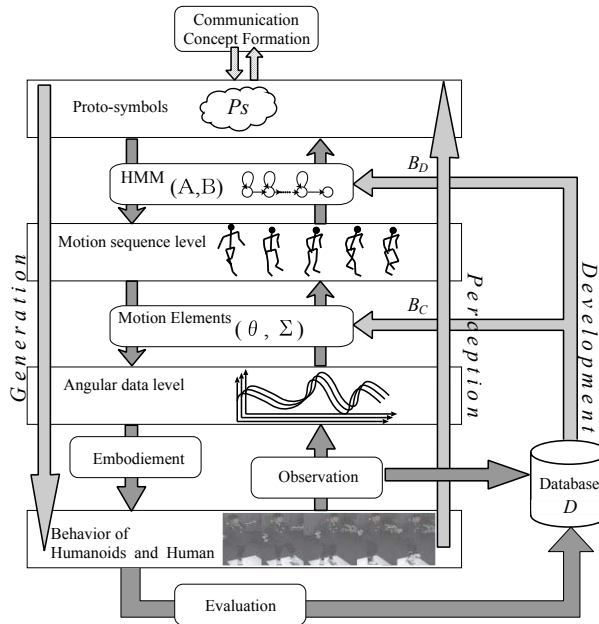 Communication
Concept Formation
Proto-symbols
Ps
HMM (A,B)
B_D
Motion sequence level
Motion Elements ( θ , Σ )
B_C
Angular data level
Embodiement
Observation
Database
D
Behavior of
Humanoids and Human
Evaluation
Generation
Perception
Development